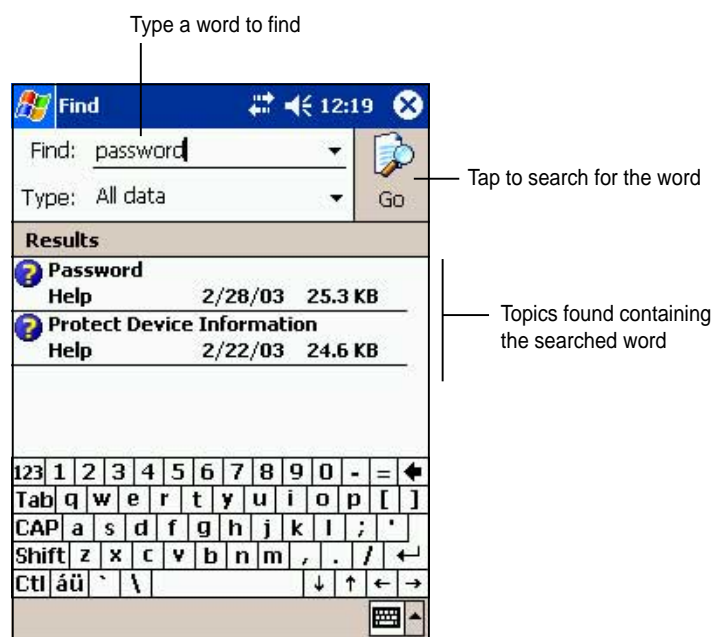 Type a word to find
Find 12:19
Find: password
Type: All data
Go
Tap to search for the word
Results
Password
Help 2/28/03 25.3 KB
Protect Device Information
Help 2/22/03 24.6 KB
Topics found containing
the searched word
123 1 2 3 4 5 6 7 8 9 0 - =
Tab q w e r t y u i o p [ ]
CAP a s d f g h j k l ; '
Shift z x c v b n m , . /
Ctl áü ` \